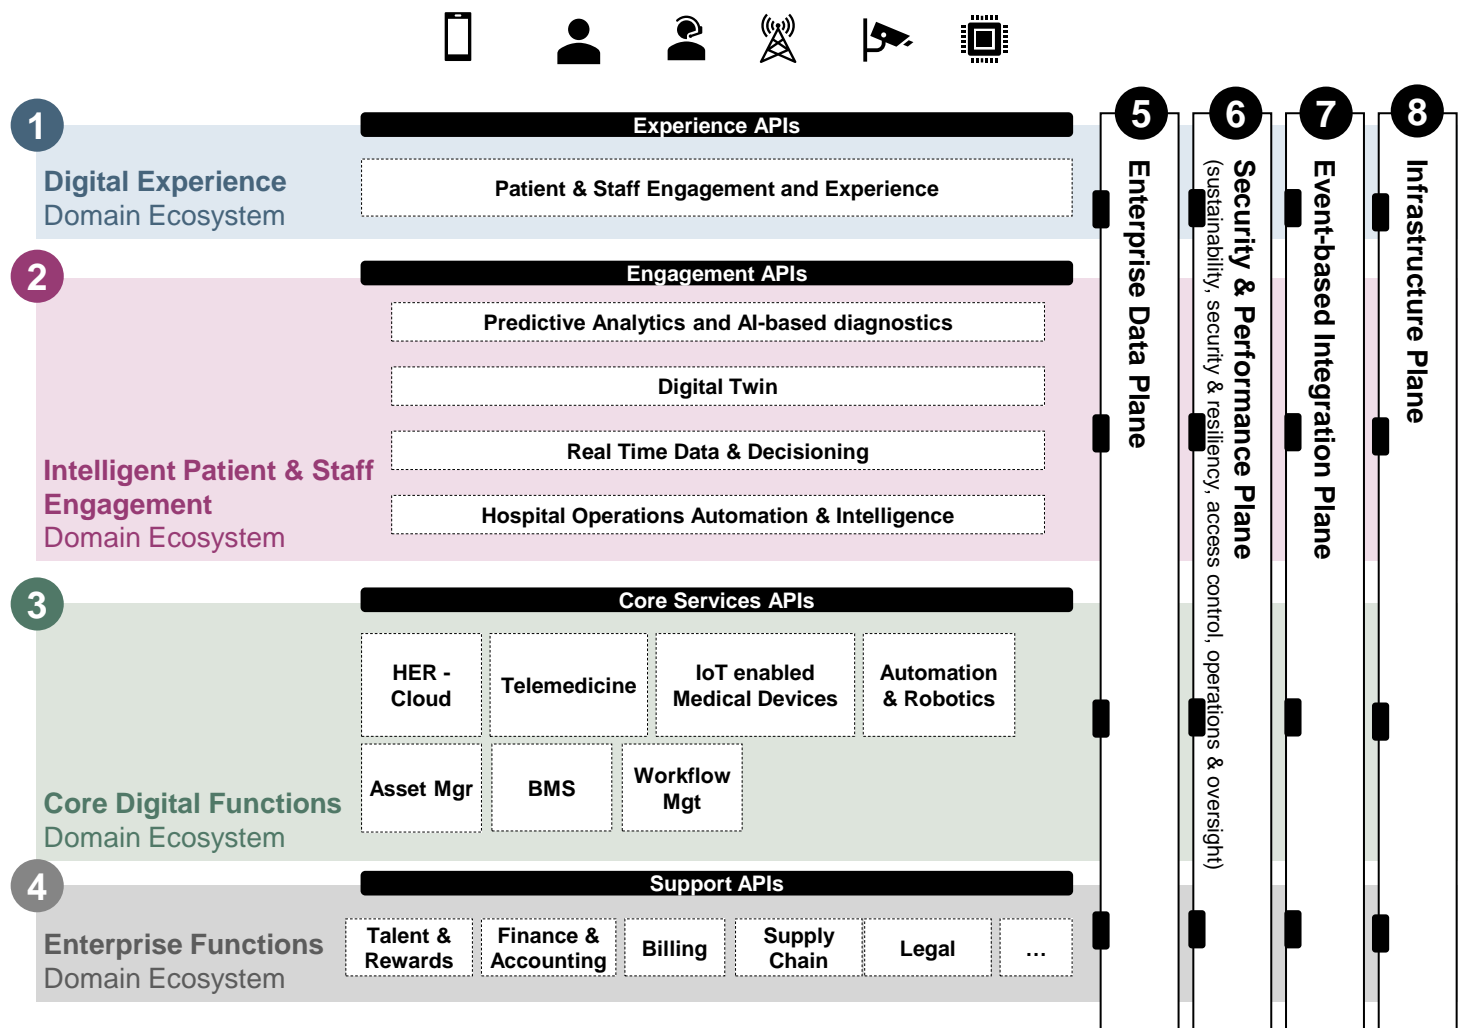 1
Experience APIs
Digital Experience
Domain Ecosystem
Patient & Staff Engagement and Experience
2
Engagement APIs
Predictive Analytics and AI-based diagnostics
Digital Twin
Real Time Data & Decisioning
Hospital Operations Automation & Intelligence
Intelligent Patient & Staff
Engagement
Domain Ecosystem
3
Core Services APIs
HER -
Cloud
Telemedicine
IoT enabled
Medical Devices
Automation
& Robotics
Asset Mgr
BMS
Workflow
Mgt
Core Digital Functions
Domain Ecosystem
4
Support APIs
Enterprise Functions
Domain Ecosystem
Talent &
Rewards
Finance &
Accounting
Billing
Supply
Chain
Legal
...
5
Enterprise Data Plane
6
Security & Performance Plane
(sustainability, security & resiliency, access control, operations & oversight)
7
Event-based Integration Plane
8
Infrastructure Plane